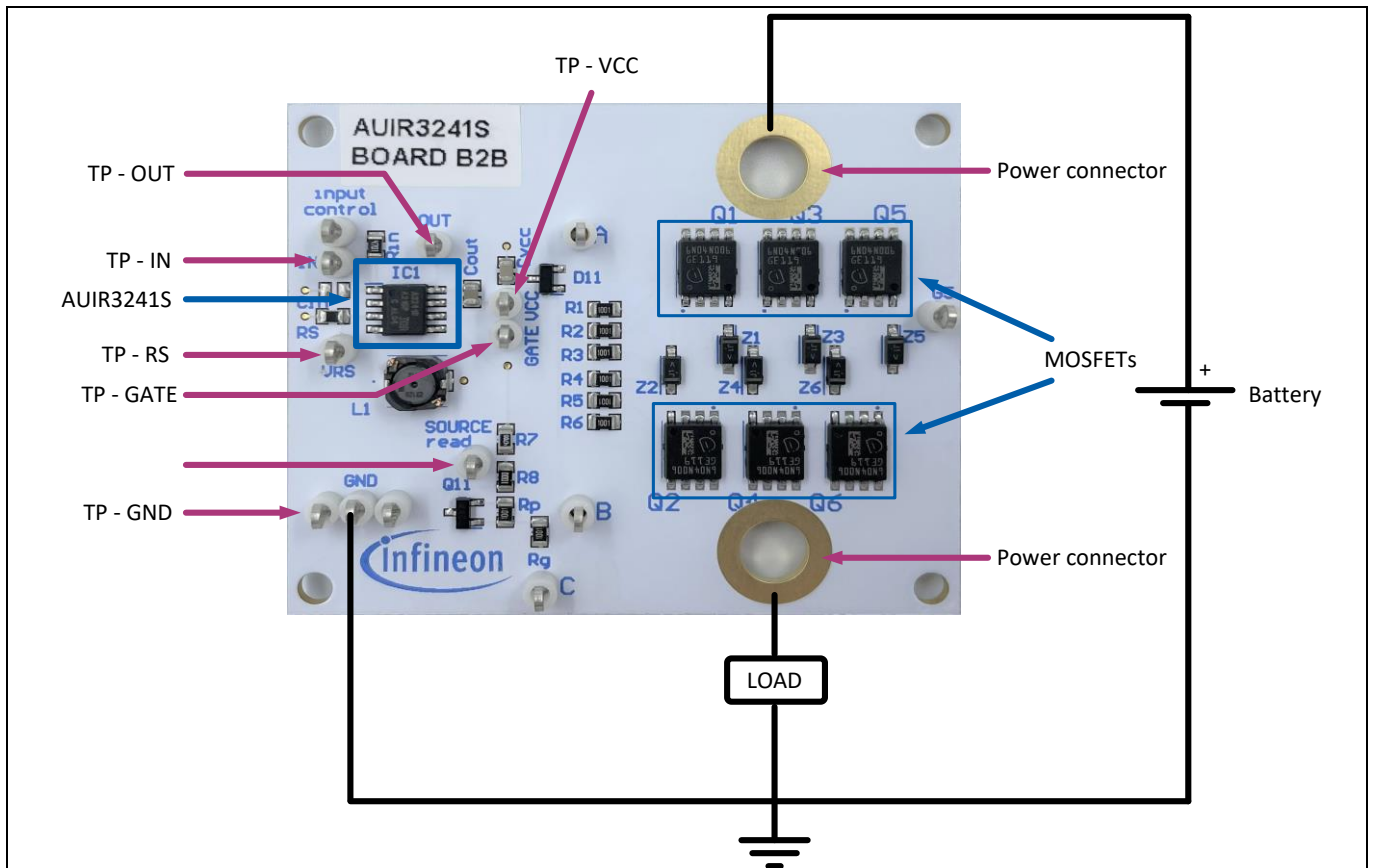 TP - VCC
AUIR3241S
BOARD B2B
TP - OUT
Power connector
input
control
OUT
Rin
Cout
Cvcc
A
Q1
Q3
Q5
TP - IN
IN
IC1
D11
AUIR3241S
GATE VCC
R1
R2
R3
R4
R5
R6
RS
VRS
TP - RS
TP - GATE
L1
Z1
Z3
Z5
Z2
Z4
Z6
MOSFETs
+
Battery
SOURCE
read
R7
R8
Q11
Rp
Rg
GND
TP - GND
B
C
Q2
Q6
infineon
Power connector
LOAD